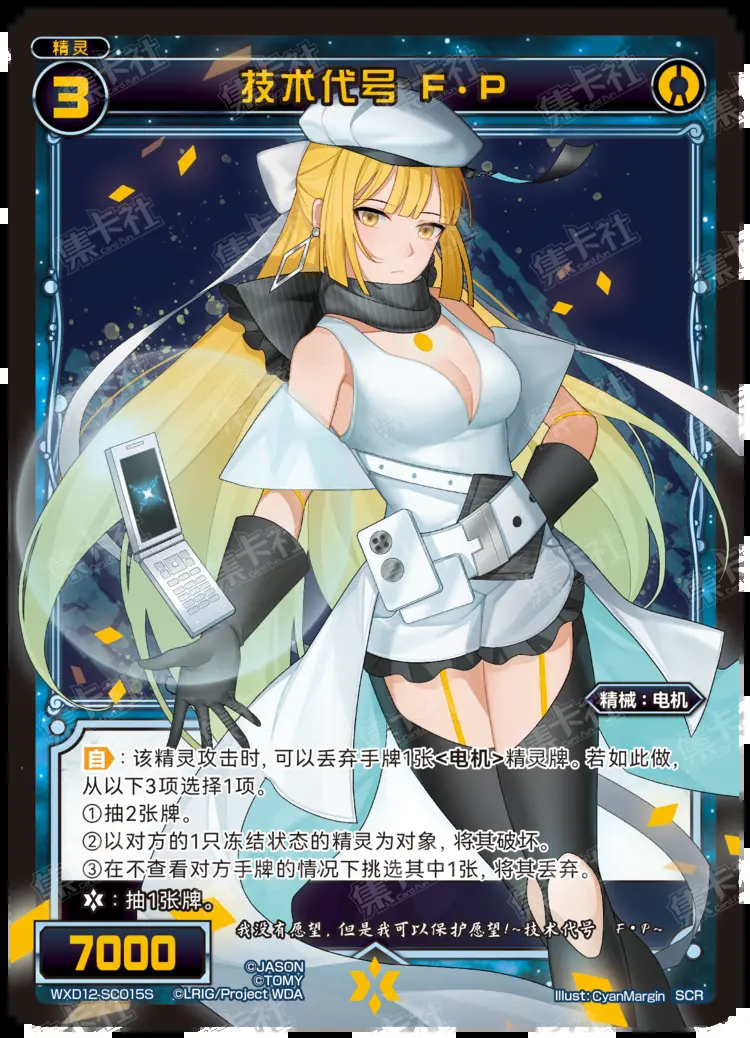 精灵
3
技术代号 F·P
精械：电机
自：该精灵攻击时，可以丢弃手牌1张<电机>精灵牌。若如此做，
从以下3项选择1项。
①抽2张牌。
②以对方的1只冻结状态的精灵为对象，将其破坏。
③在不查看对方手牌的情况下挑选其中1张，将其丢弃。
：抽1张牌。
我没有愿望，但是我可以保护愿望！~技术代号 F·P~
7000
©JASON
©TOMY
WXD12-SC015S ©LRIG/Project WDA
Illust: CyanMargin SCR
集卡社